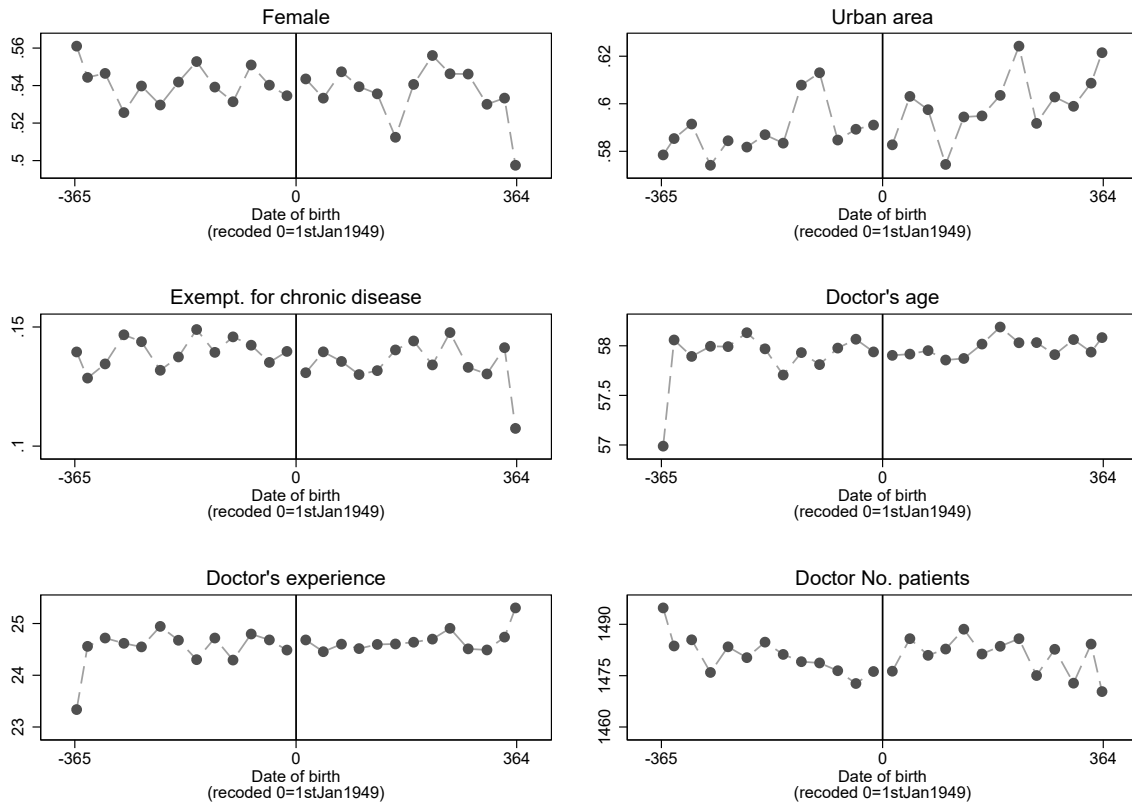 Female
.5 .52 .54 .56
-365 0 364
Date of birth
(recoded 0=1stJan1949)
Urban area
.58 .6 .62
-365 0 364
Date of birth
(recoded 0=1stJan1949)
Exempt. for chronic disease
.1 .15
-365 0 364
Date of birth
(recoded 0=1stJan1949)
Doctor's age
57 57.5 58
-365 0 364
Date of birth
(recoded 0=1stJan1949)
Doctor's experience
23 24 25
-365 0 364
Date of birth
(recoded 0=1stJan1949)
Doctor No. patients
1460 1475 1490
-365 0 364
Date of birth
(recoded 0=1stJan1949)